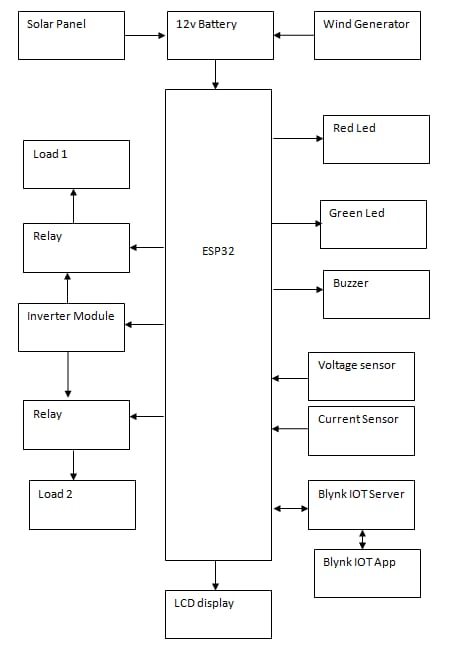 Solar Panel
12v Battery
Wind Generator
Red Led
Load 1
Green Led
Relay
ESP32
Buzzer
Inverter Module
Voltage sensor
Relay
Current Sensor
Load 2
Blynk IOT Server
Blynk IOT App
LCD display